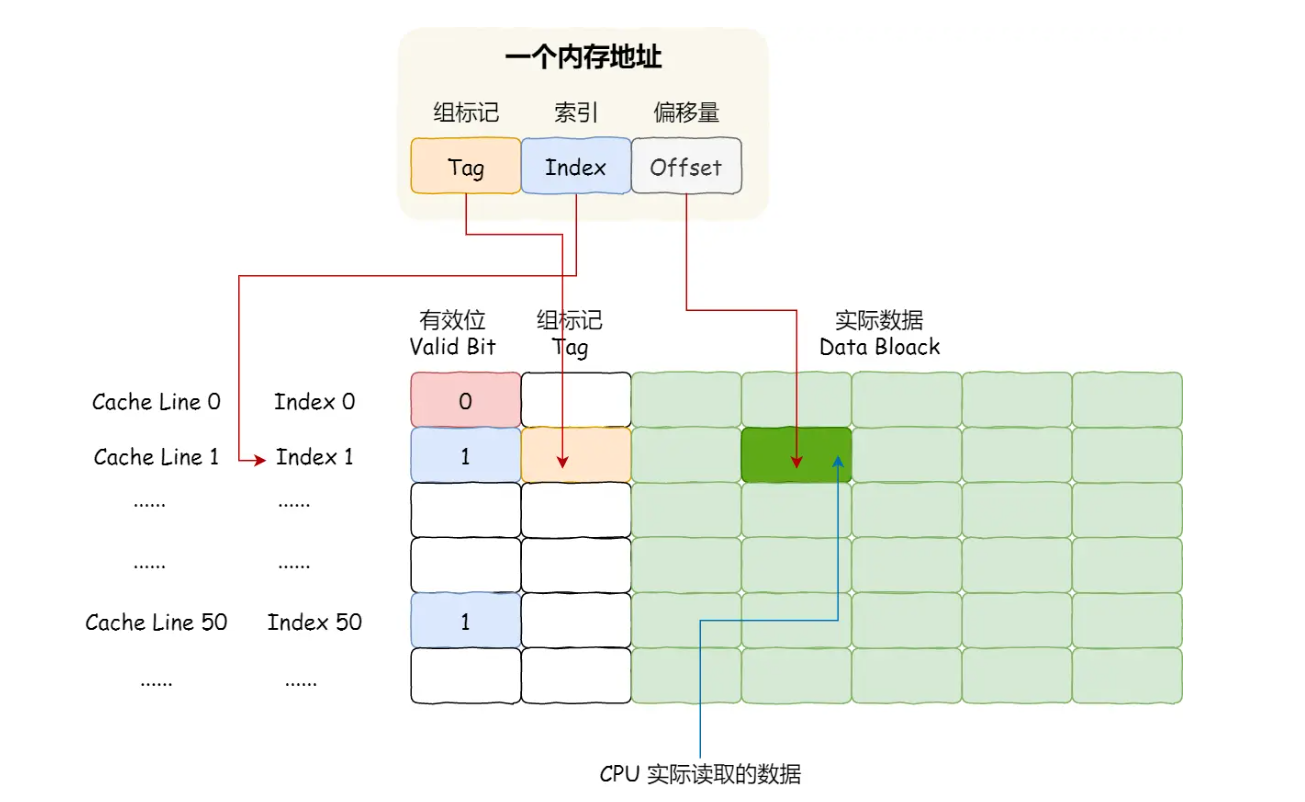 一个内存地址
组标记 索引 偏移量
Tag Index Offset
有效位 组标记 实际数据
Valid Bit Tag Data Bloack
Cache Line 0 Index 0 0
Cache Line 1 Index 1 1
...... ......
...... ......
Cache Line 50 Index 50 1
...... ......
CPU 实际读取的数据